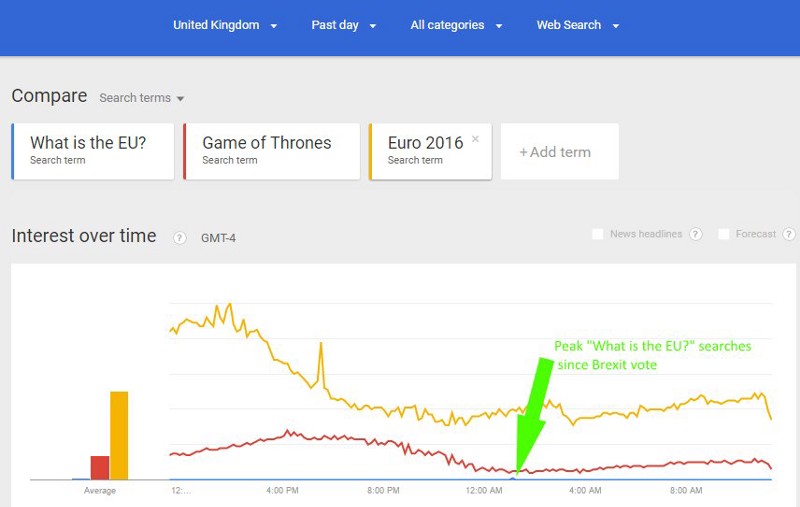 United Kingdom Past day All categories Web Search
Compare Search terms
What is the EU? Game of Thrones Euro 2016 × +Add term
Search term Search term Search term
Interest over time ? GMT-4 News headlines ? Forecast ?
Peak "What is the EU?" searches
since Brexit vote
Average 12:... 4:00 PM 8:00 PM 12:00 AM 4:00 AM 8:00 AM